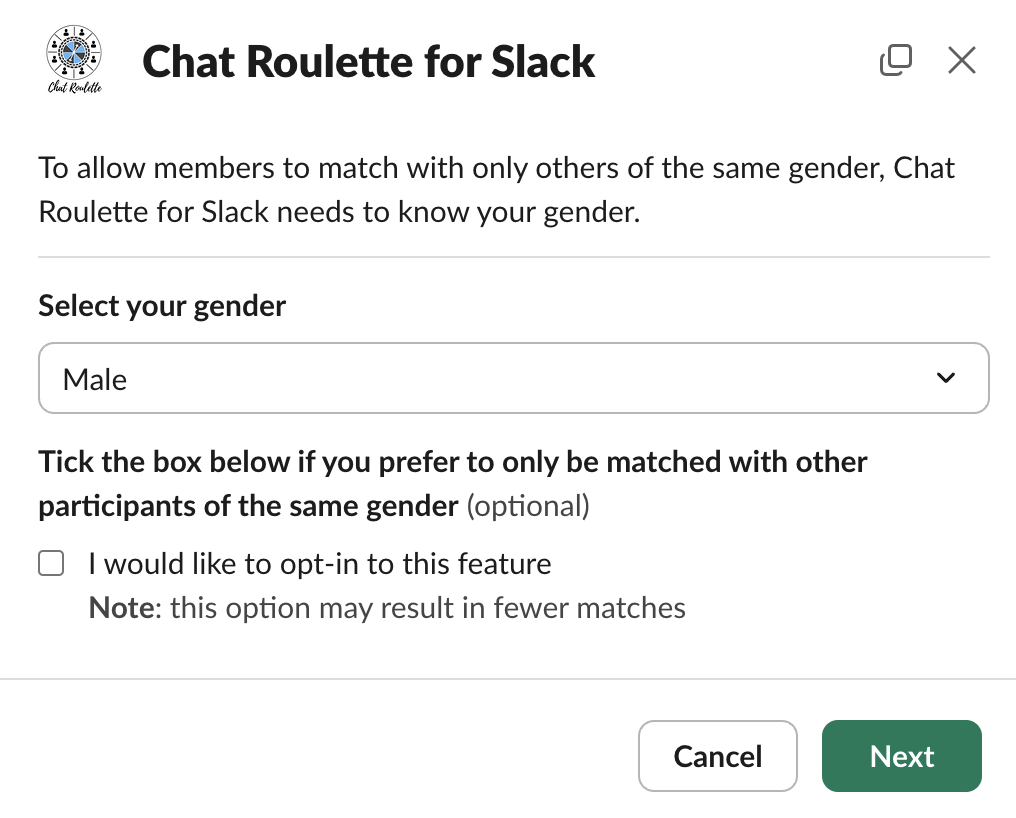 Chat Roulette
Chat Roulette for Slack
To allow members to match with only others of the same gender, Chat
Roulette for Slack needs to know your gender.
Select your gender
Male
Tick the box below if you prefer to only be matched with other
participants of the same gender (optional)
I would like to opt-in to this feature
Note: this option may result in fewer matches
Cancel
Next